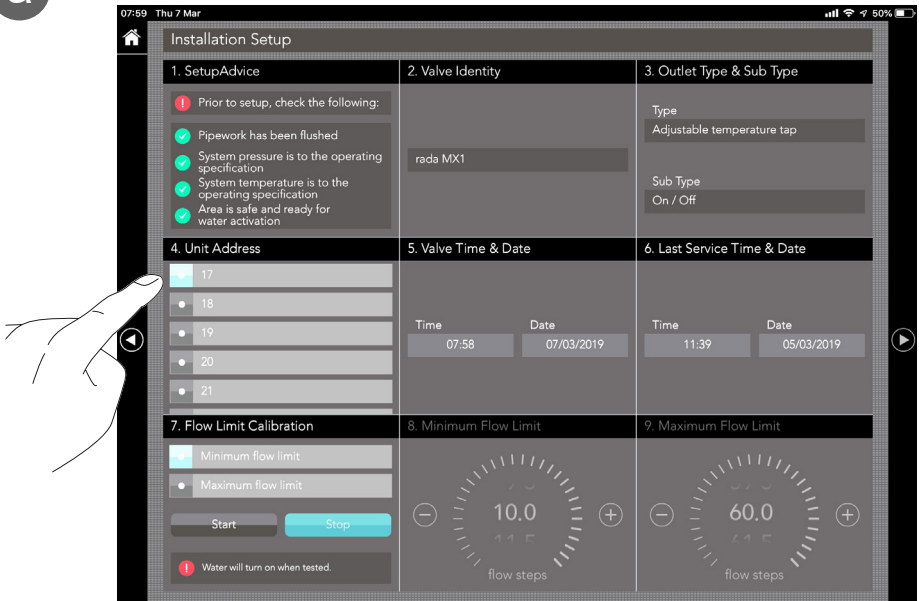 a
07:59 Thu 7 Mar
50%
Installation Setup
1. SetupAdvice
! Prior to setup, check the following:
Pipework has been flushed
System pressure is to the operating
specification
System temperature is to the
operating specification
Area is safe and ready for
water activation
2. Valve Identity
rada MX1
3. Outlet Type & Sub Type
Type
Adjustable temperature tap
Sub Type
On / Off
4. Unit Address
17
18
19
20
21
5. Valve Time & Date
Time Date
07:58 07/03/2019
6. Last Service Time & Date
Time Date
11:39 05/03/2019
7. Flow Limit Calibration
Minimum flow limit
Maximum flow limit
Start Stop
! Water will turn on when tested.
8. Minimum Flow Limit
10.0
11.5
flow steps
9. Maximum Flow Limit
60.0
61.5
flow steps